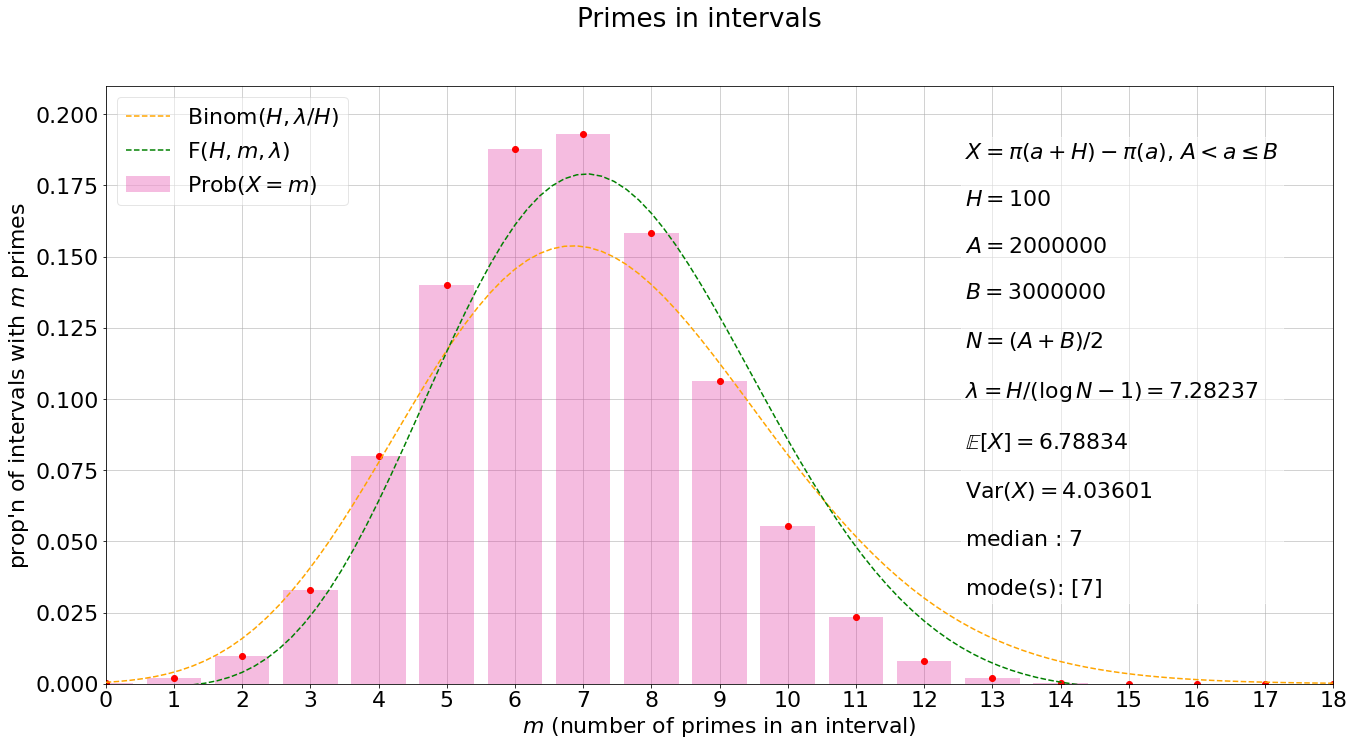 Primes in intervals
Binom(H, λ/H)
F(H, m, λ)
Prob(X = m)
X = π(a + H) − π(a), A < a ≤ B
H = 100
A = 2000000
B = 3000000
N = (A + B)/2
λ = H/(log N − 1) = 7.28237
𝔼[X] = 6.78834
Var(X) = 4.03601
median : 7
mode(s): [7]
prop'n of intervals with m primes
0.200
0.175
0.150
0.125
0.100
0.075
0.050
0.025
0.000
0 1 2 3 4 5 6 7 8 9 10 11 12 13 14 15 16 17 18
m (number of primes in an interval)